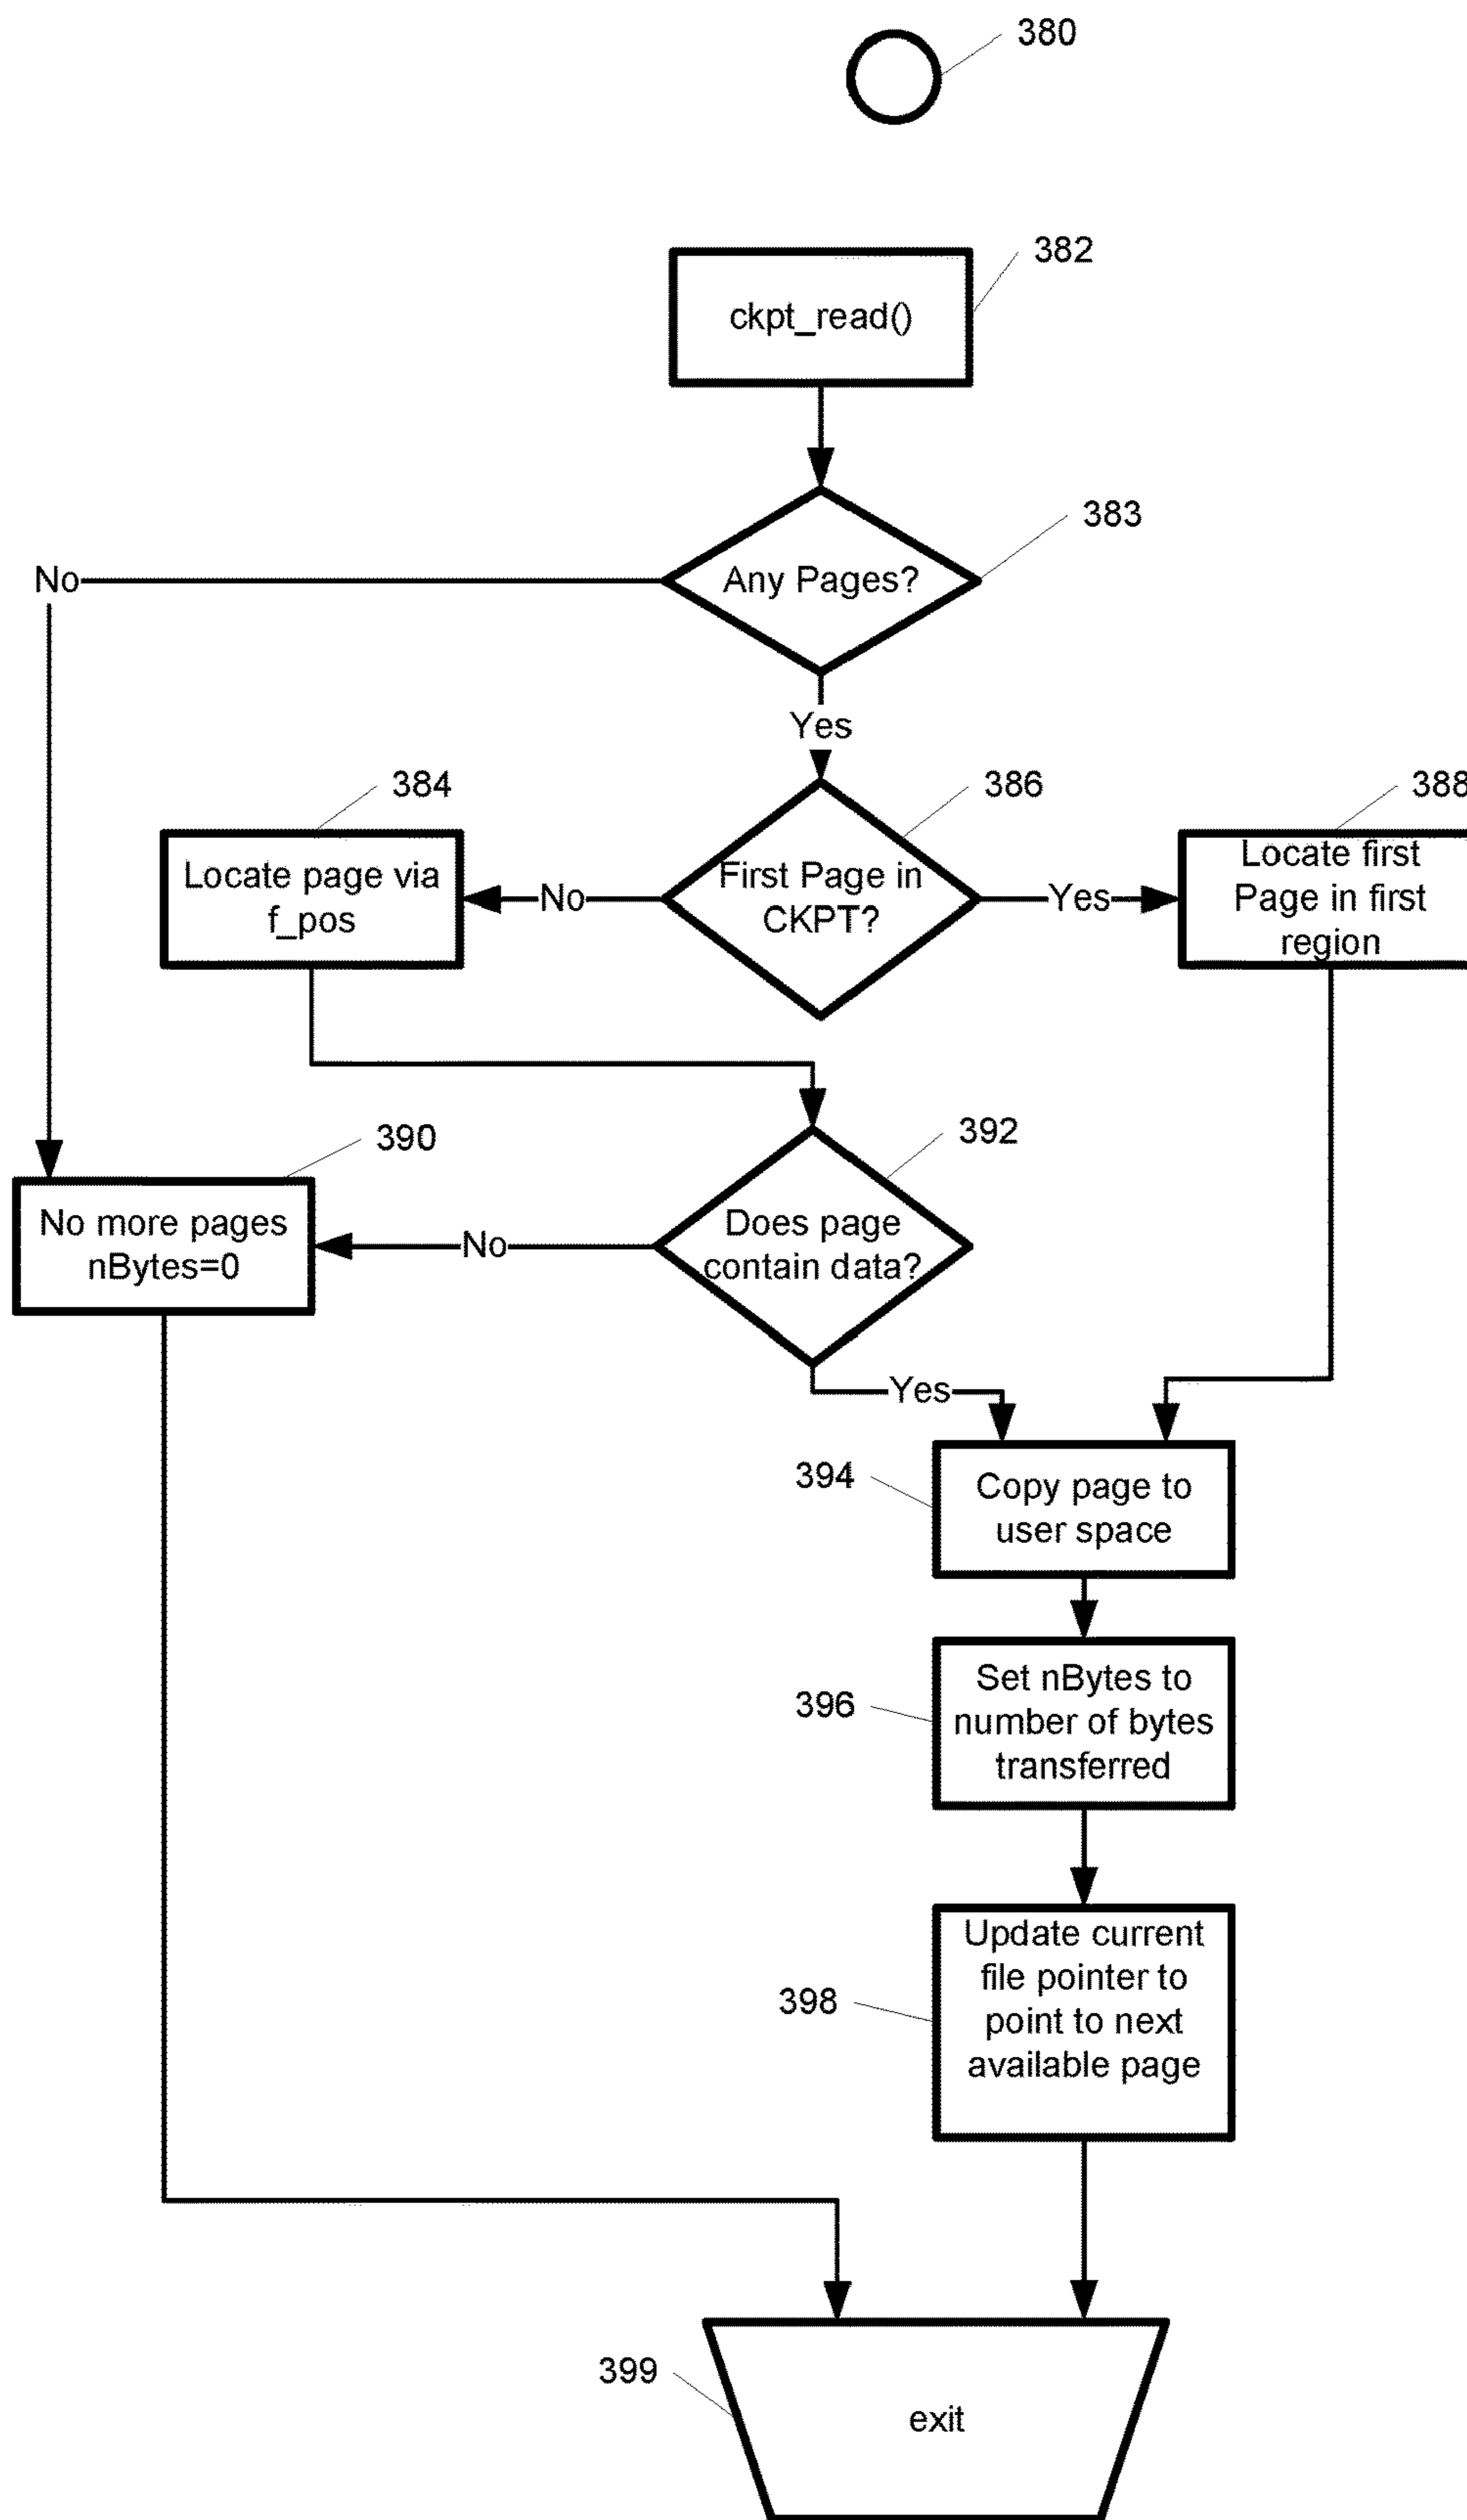 380
382
ckpt_read()
383
Any Pages?
No
Yes
384
386
388
Locate page via
f_pos
No
First Page in
CKPT?
Yes
Locate first
Page in first
region
390
392
No more pages
nBytes=0
No
Does page
contain data?
Yes
394
Copy page to
user space
396
Set nBytes to
number of bytes
transferred
398
Update current
file pointer to
point to next
available page
399
exit